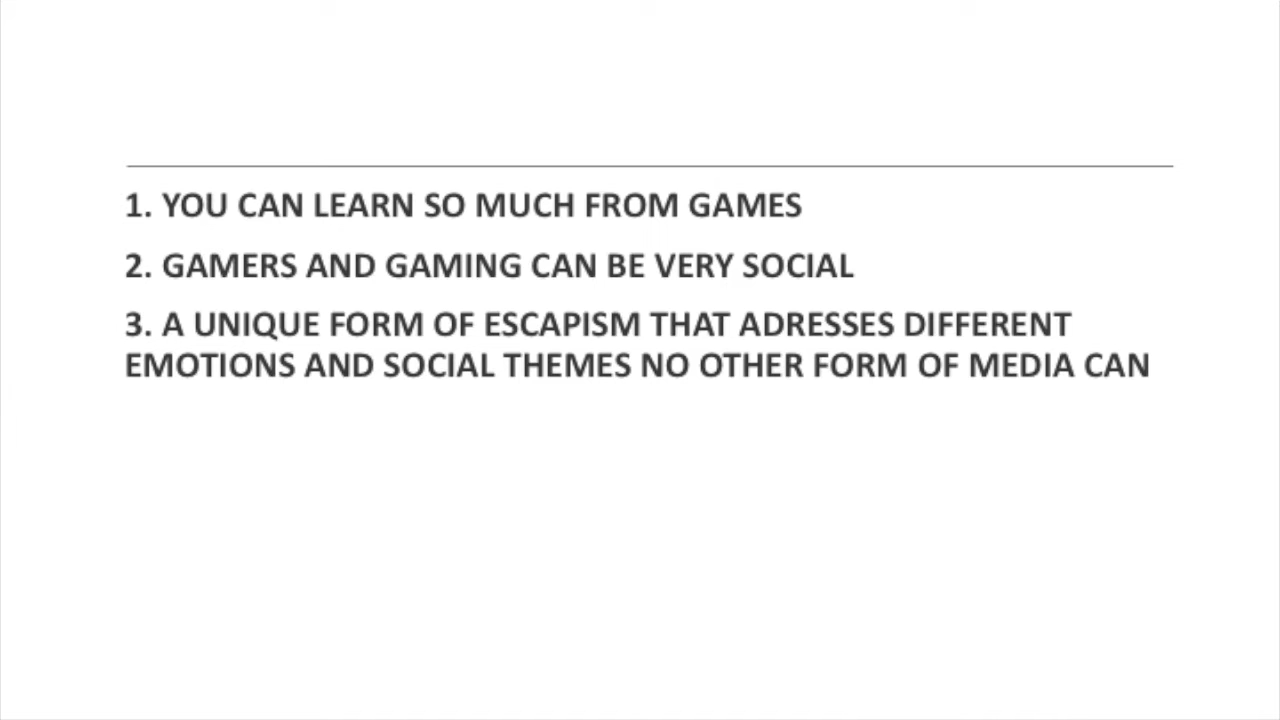 1. YOU CAN LEARN SO MUCH FROM GAMES
2. GAMERS AND GAMING CAN BE VERY SOCIAL
3. A UNIQUE FORM OF ESCAPISM THAT ADRESSES DIFFERENT
EMOTIONS AND SOCIAL THEMES NO OTHER FORM OF MEDIA CAN